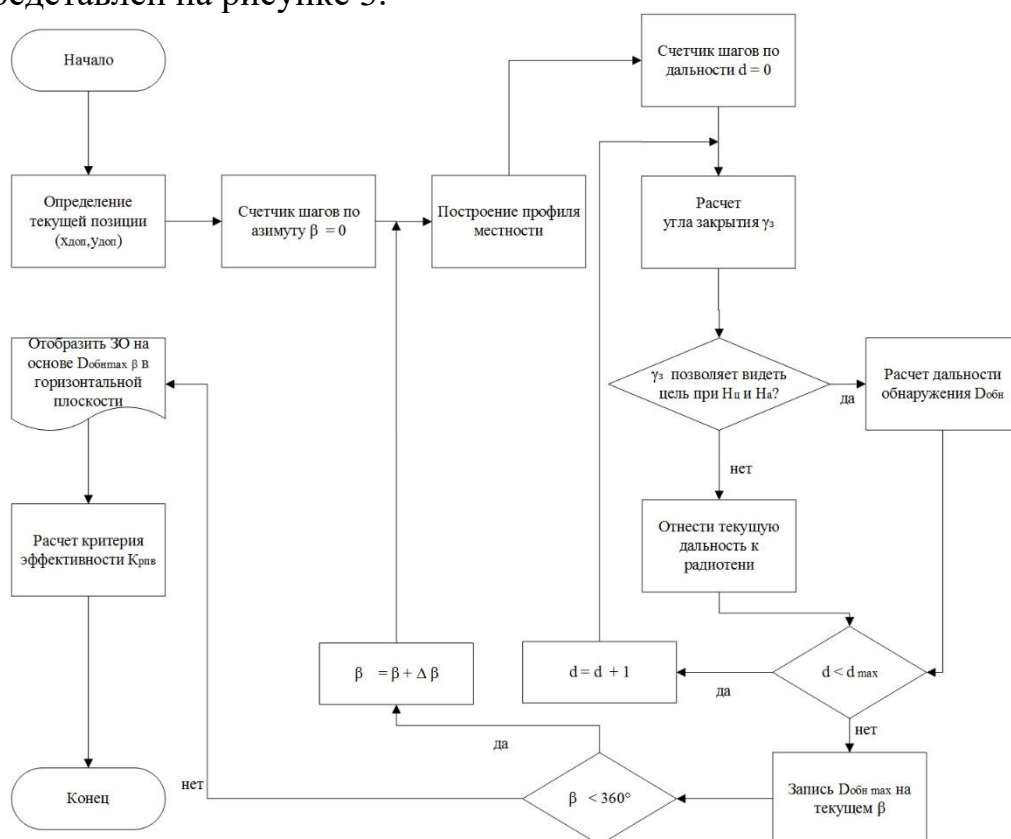 редставлен на рисунке 3.
Начало
Определение
текущей позиции
(xдоп,yдоп)
Счетчик шагов по
азимуту β = 0
Построение профиля
местности
Счетчик шагов по
дальности d = 0
Расчет
угла закрытия γз
γз позволяет видеть
цель при Hц и Hа?
да
Расчет дальности
обнаружения Dобн
нет
Отнести текущую
дальность к
радиотени
d < d max
да
d = d + 1
нет
Запись Dобн max на
текущем β
β < 360°
да
β = β + Δ β
нет
Отобразить ЗО на
основе Dобнmax β в
горизонтальной
плоскости
Расчет критерия
эффективности Kрпв
Конец